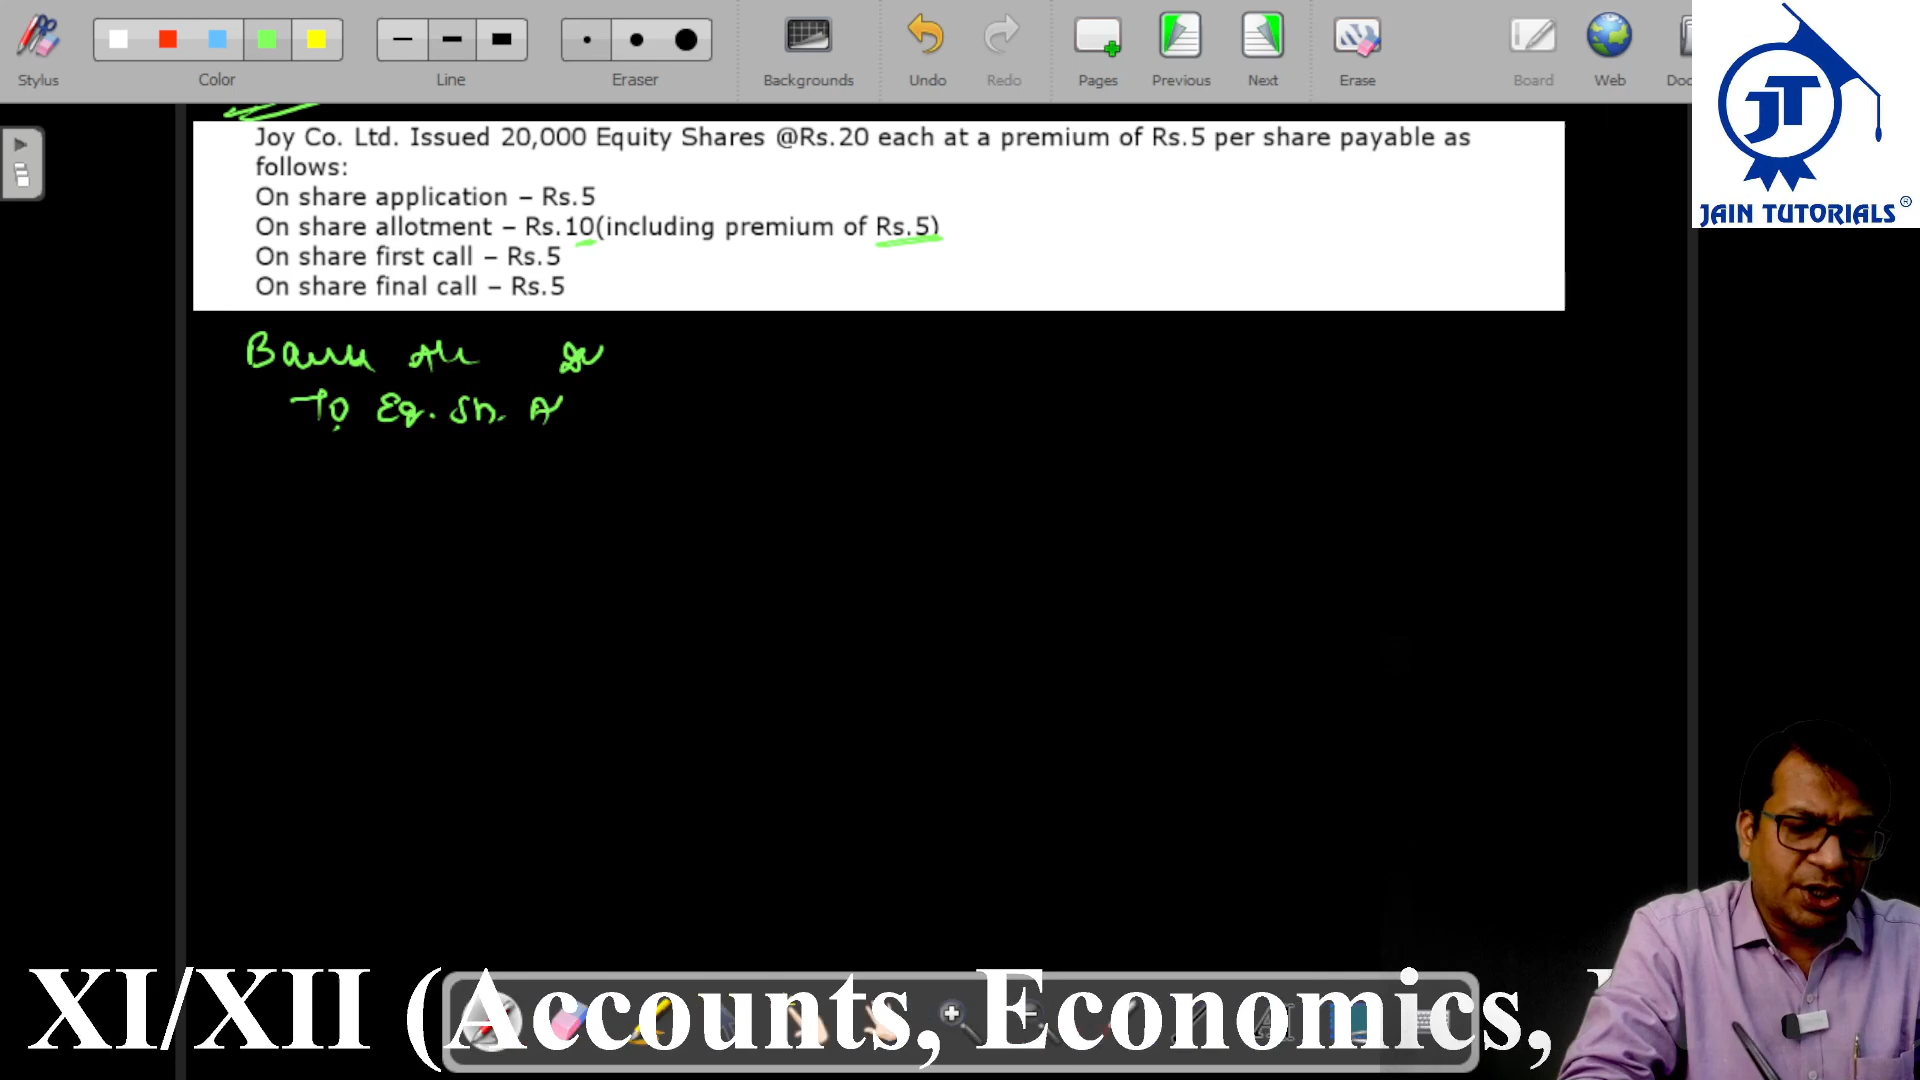 Stylus
Color
Line
Eraser
Backgrounds
Undo
Redo
Pages
Previous
Next
Erase
Board
Web
JT
JAIN TUTORIALS®
Joy Co. Ltd. Issued 20,000 Equity Shares @Rs.20 each at a premium of Rs.5 per share payable as
follows:
On share application – Rs.5
On share allotment – Rs.10(including premium of Rs.5)
On share first call – Rs.5
On share final call – Rs.5
Bank A/c Dr
To Eq. Sh. A
XI/XII (Accounts, Economics,